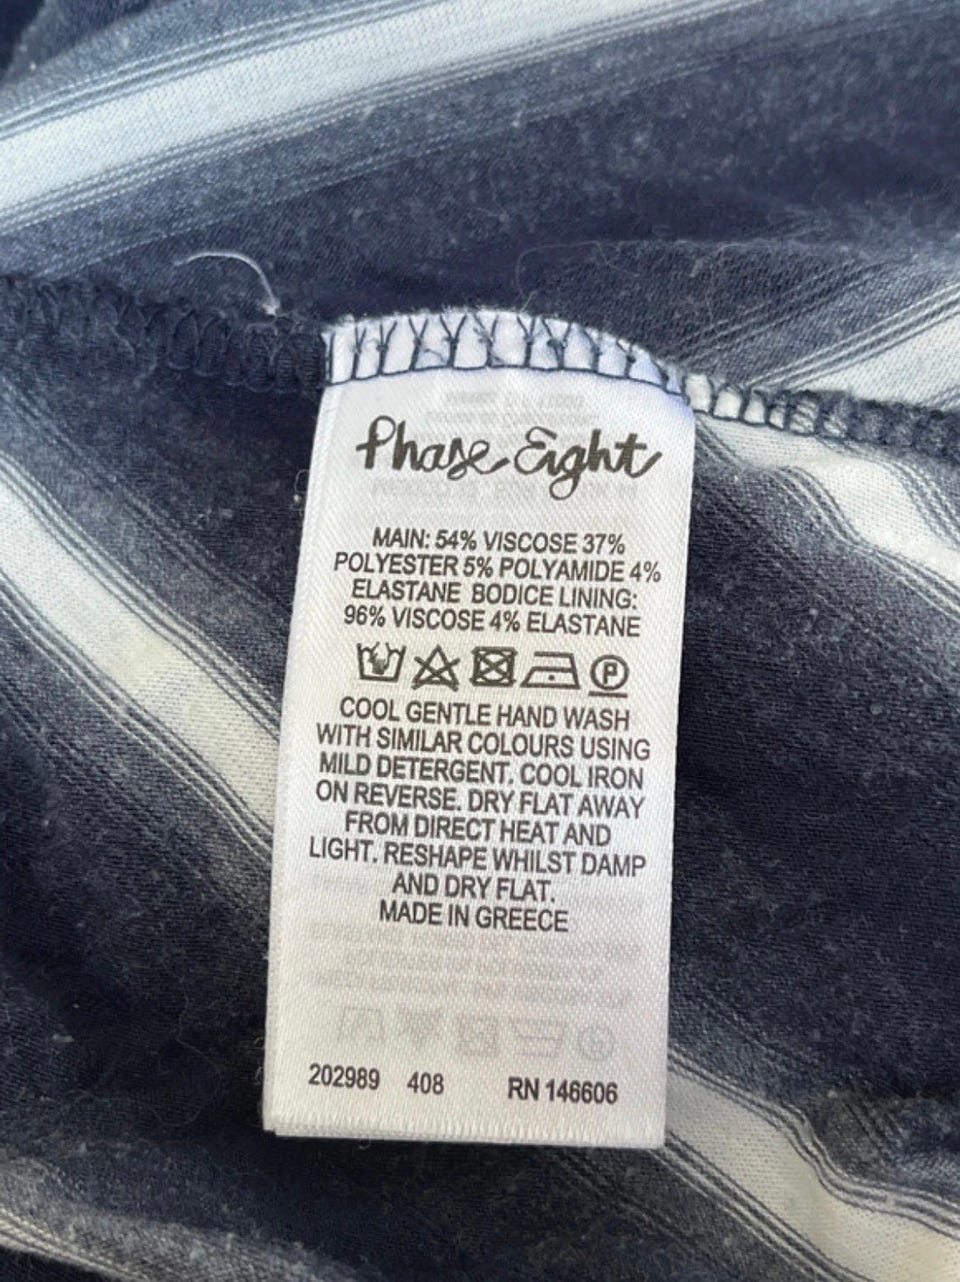 Phase Eight
MAIN: 54% VISCOSE 37%
POLYESTER 5% POLYAMIDE 4%
ELASTANE BODICE LINING:
96% VISCOSE 4% ELASTANE
P
COOL GENTLE HAND WASH
WITH SIMILAR COLOURS USING
MILD DETERGENT. COOL IRON
ON REVERSE. DRY FLAT AWAY
FROM DIRECT HEAT AND
LIGHT. RESHAPE WHILST DAMP
AND DRY FLAT.
MADE IN GREECE
202989 408 RN 146606